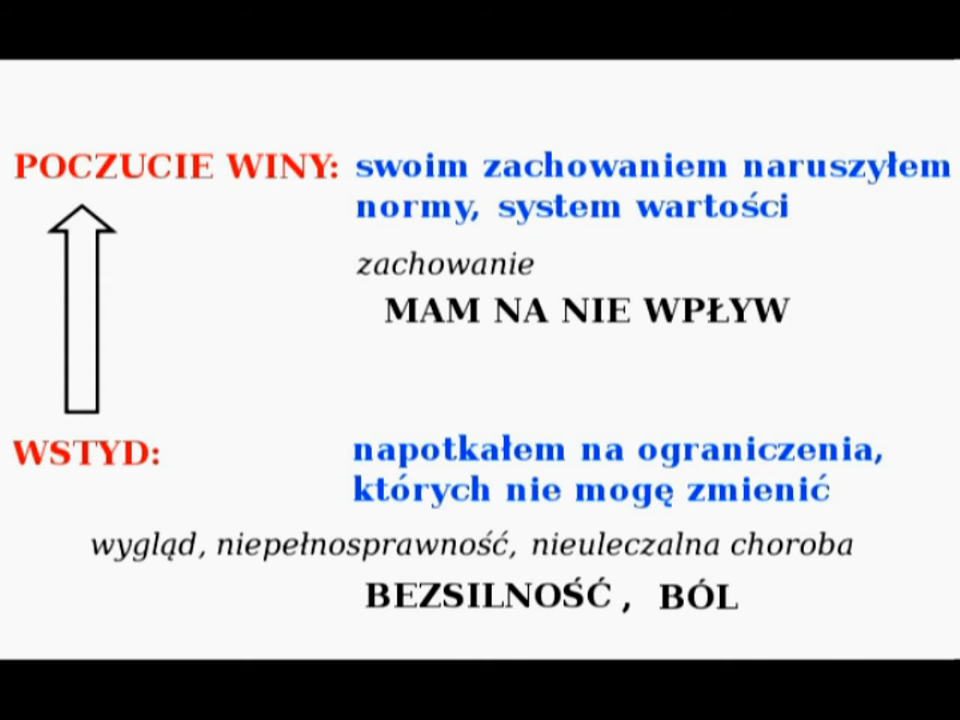 POCZUCIE WINY: swoim zachowaniem naruszyłem
normy, system wartości
zachowanie
MAM NA NIE WPŁYW
WSTYD: napotkałem na ograniczenia,
których nie mogę zmienić
wygląd, niepełnosprawność, nieuleczalna choroba
BEZSILNOŚĆ , BÓL